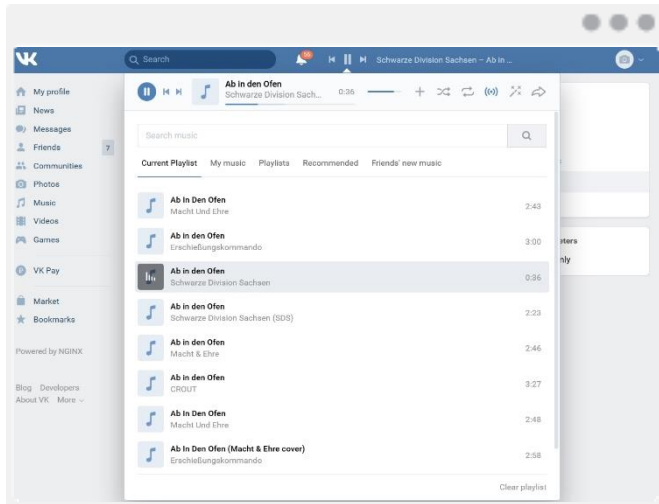 VK
Search
55
Schwarze Division Sachsen – Ab in ...
My profile
News
Messages
Friends 7
Communities
Photos
Music
Videos
Games
VK Pay
Market
Bookmarks
Powered by NGINX
Blog Developers
About VK More
Ab in den Ofen
Schwarze Division Sach... 0:36
Search music
Current Playlist My music Playlists Recommended Friends' new music
Ab In Den Ofen
Macht Und Ehre 2:43
Ab in den Ofen
Erschießungskommando 3:00
Ab in den Ofen
Schwarze Division Sachsen 0:36
Ab in den Ofen
Schwarze Division Sachsen (SDS) 2:23
Ab in den Ofen
Macht & Ehre 2:46
Ab in den Ofen
CROUT 3:27
Ab In Den Ofen
Macht Und Ehre 2:48
Ab In Den Ofen (Macht & Ehre cover)
Erschießungskommando 2:58
Clear playlist